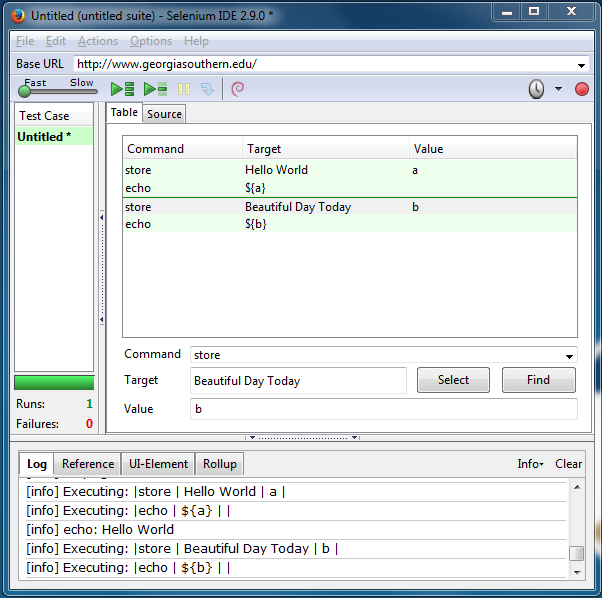 Untitled (untitled suite) - Selenium IDE 2.9.0 *
File Edit Actions Options Help
Base URL http://www.georgiasouthern.edu/
Fast Slow
Test Case
Untitled *
Table Source
Command Target Value
store Hello World a
echo ${a}
store Beautiful Day Today b
echo ${b}
Command store
Target Beautiful Day Today Select Find
Value b
Runs: 1
Failures: 0
Log Reference UI-Element Rollup Info Clear
[info] Executing: |store | Hello World | a |
[info] Executing: |echo | ${a} | |
[info] echo: Hello World
[info] Executing: |store | Beautiful Day Today | b |
[info] Executing: |echo | ${b} | |